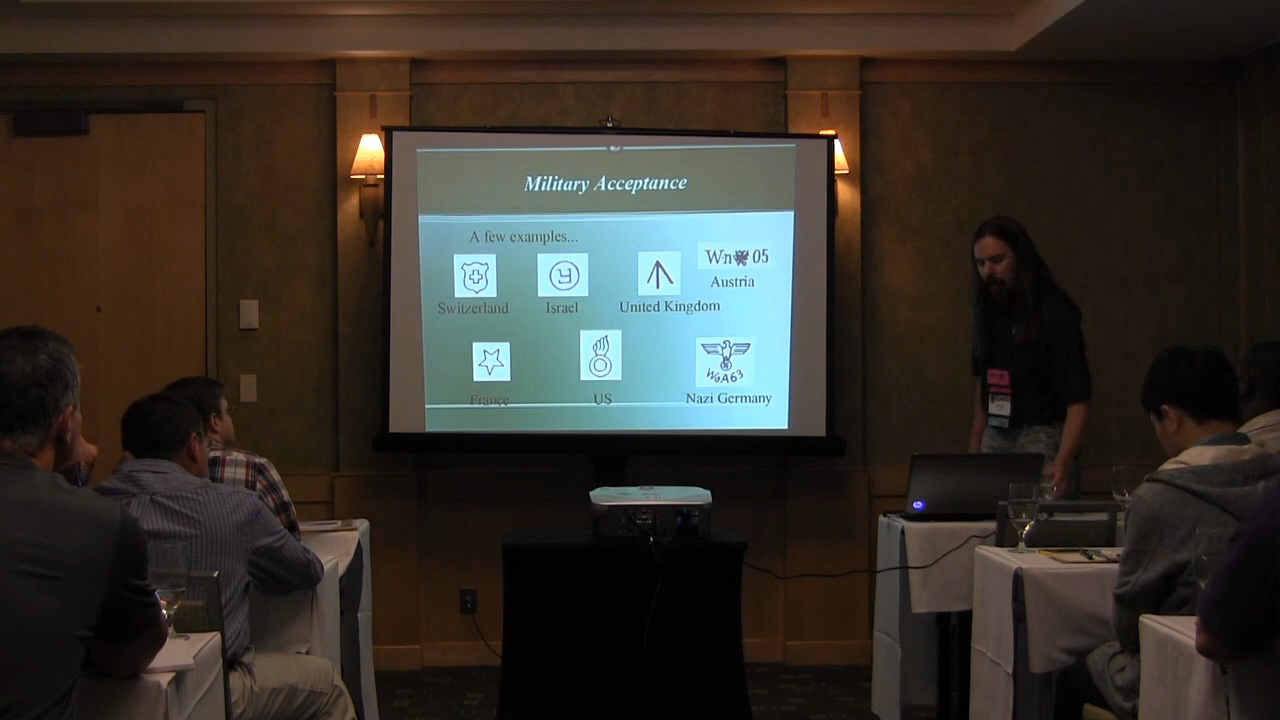 Military Acceptance
A few examples...
Wn 05
Switzerland
Israel
United Kingdom
Austria
WaA63
France
US
Nazi Germany